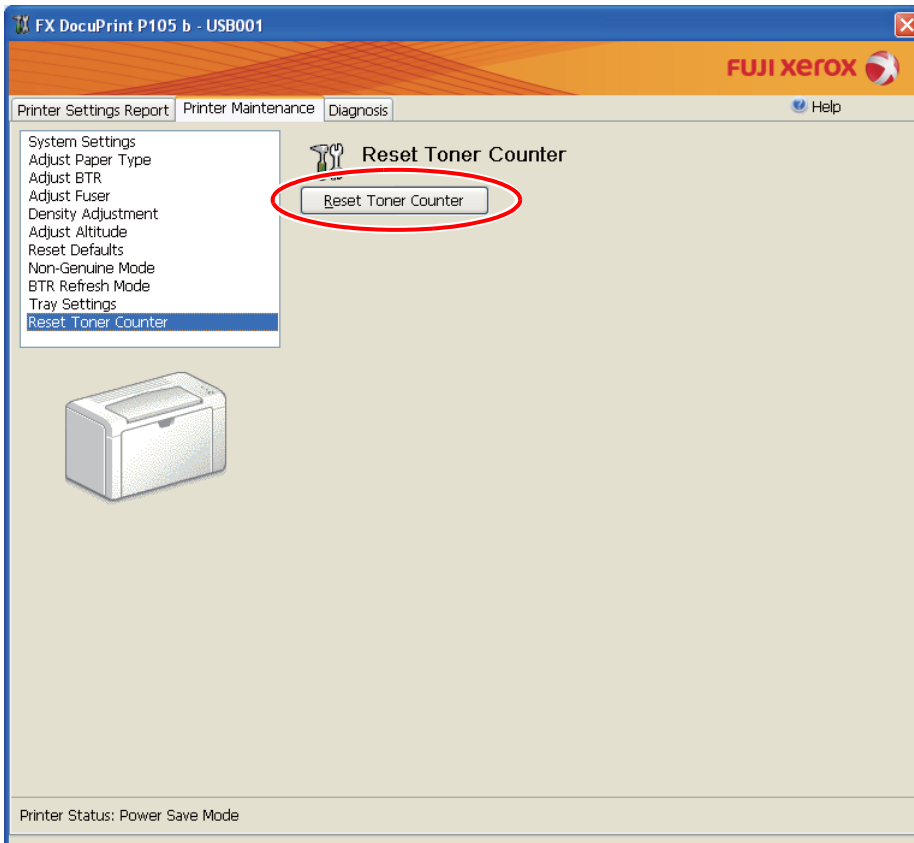 FX DocuPrint P105 b - USB001
FUJI xerox
Printer Settings Report Printer Maintenance Diagnosis Help
System Settings
Adjust Paper Type
Adjust BTR
Adjust Fuser
Density Adjustment
Adjust Altitude
Reset Defaults
Non-Genuine Mode
BTR Refresh Mode
Tray Settings
Reset Toner Counter
Reset Toner Counter
Reset Toner Counter
Printer Status: Power Save Mode